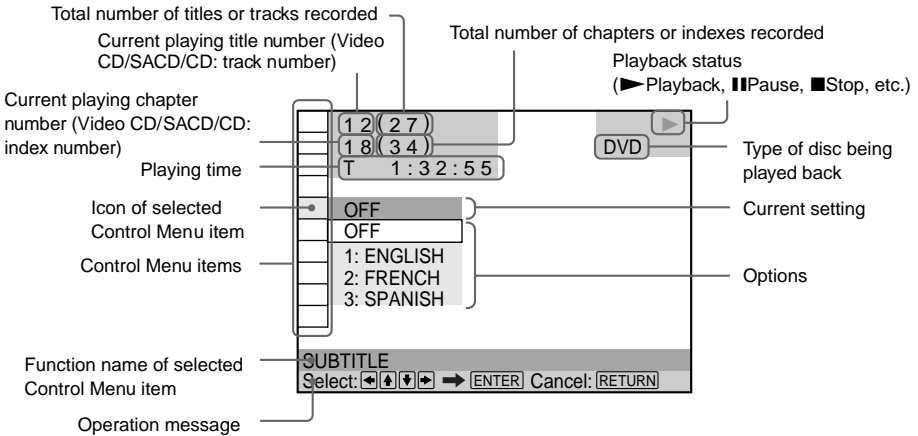 Total number of titles or tracks recorded
Current playing title number (Video
CD/SACD/CD: track number)
Total number of chapters or indexes recorded
Playback status
(►Playback, ❚❚Pause, ■Stop, etc.)
Current playing chapter
number (Video CD/SACD/CD:
index number)
Playing time
Icon of selected
Control Menu item
Control Menu items
Function name of selected
Control Menu item
Operation message
12(27)
18(34)
T 1:32:55
DVD
OFF
OFF
1: ENGLISH
2: FRENCH
3: SPANISH
SUBTITLE
Select: ←↑↓→ ➡ ENTER Cancel: RETURN
Type of disc being
played back
Current setting
Options